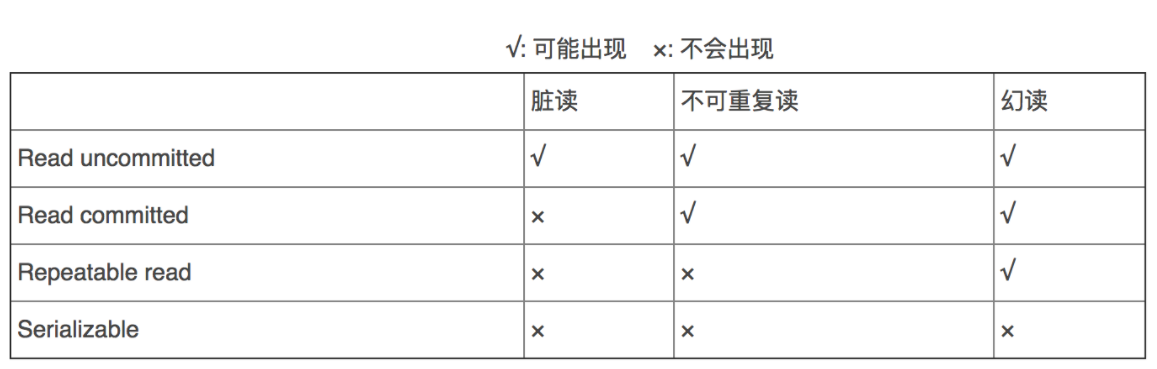 √: 可能出现 ×: 不会出现
脏读 不可重复读 幻读
Read uncommitted √ √ √
Read committed × √ √
Repeatable read × × √
Serializable × × ×